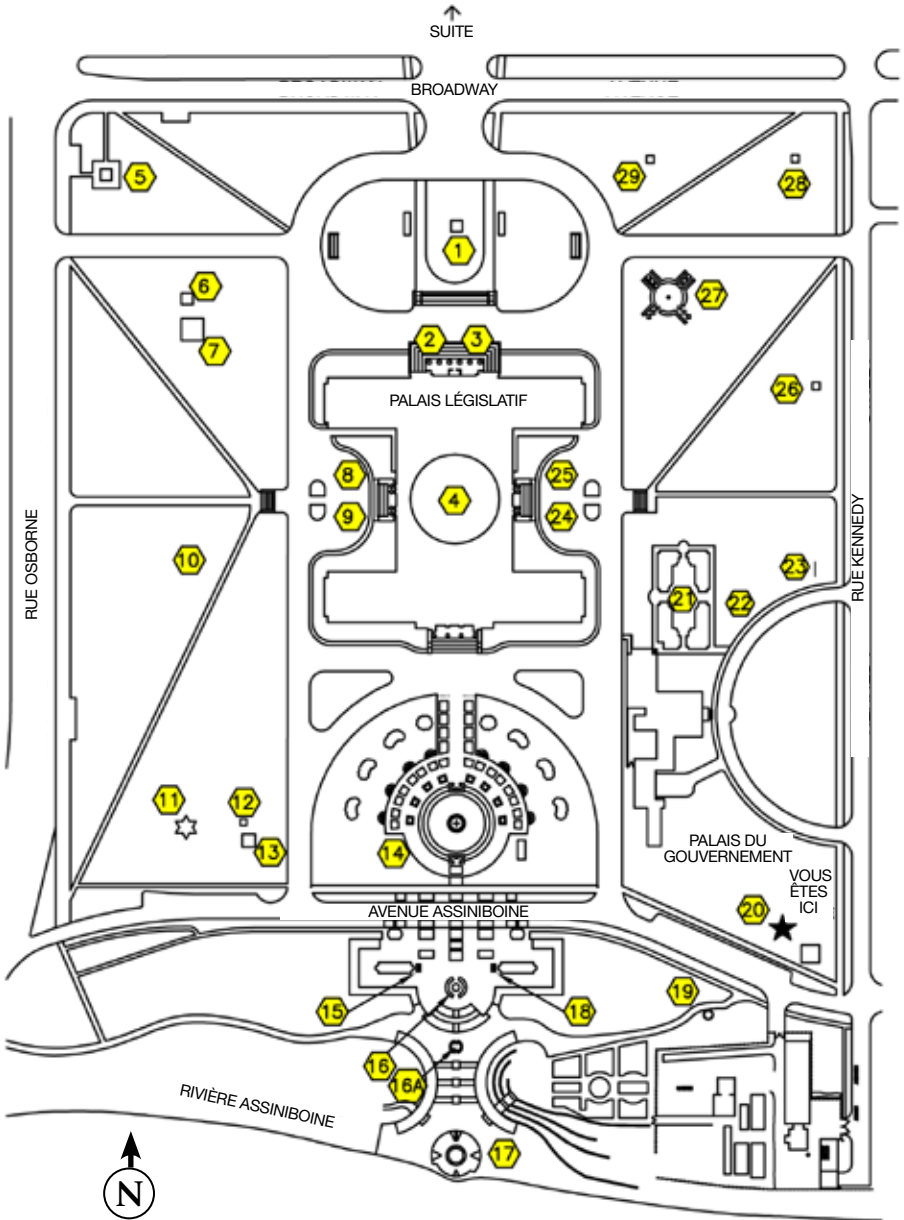 SUITE
BROADWAY
5
29
28
1
6
27
7
2
3
26
PALAIS LÉGISLATIF
8
25
4
9
24
RUE OSBORNE
RUE KENNEDY
10
23
21
22
11
12
13
14
PALAIS DU
GOUVERNEMENT
VOUS
ÊTES
ICI
20
AVENUE ASSINIBOINE
15
18
19
16
16A
RIVIÈRE ASSINIBOINE
17
N